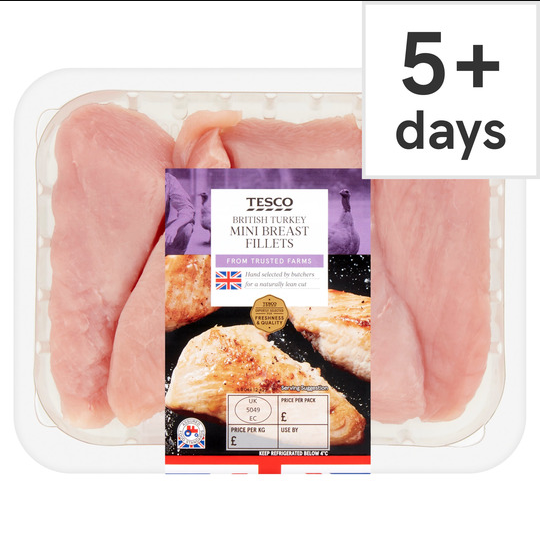 5+
days
TESCO
BRITISH TURKEY
MINI BREAST
FILLETS
FROM TRUSTED FARMS
Hand selected by butchers
for a naturally lean cut
TESCO
FRESHNESS
& QUALITY
Serving Suggestion
UK
5049
EC
PRICE PER PACK
£
PRICE PER KG
£
USE BY
KEEP REFRIGERATED BELOW 4°C